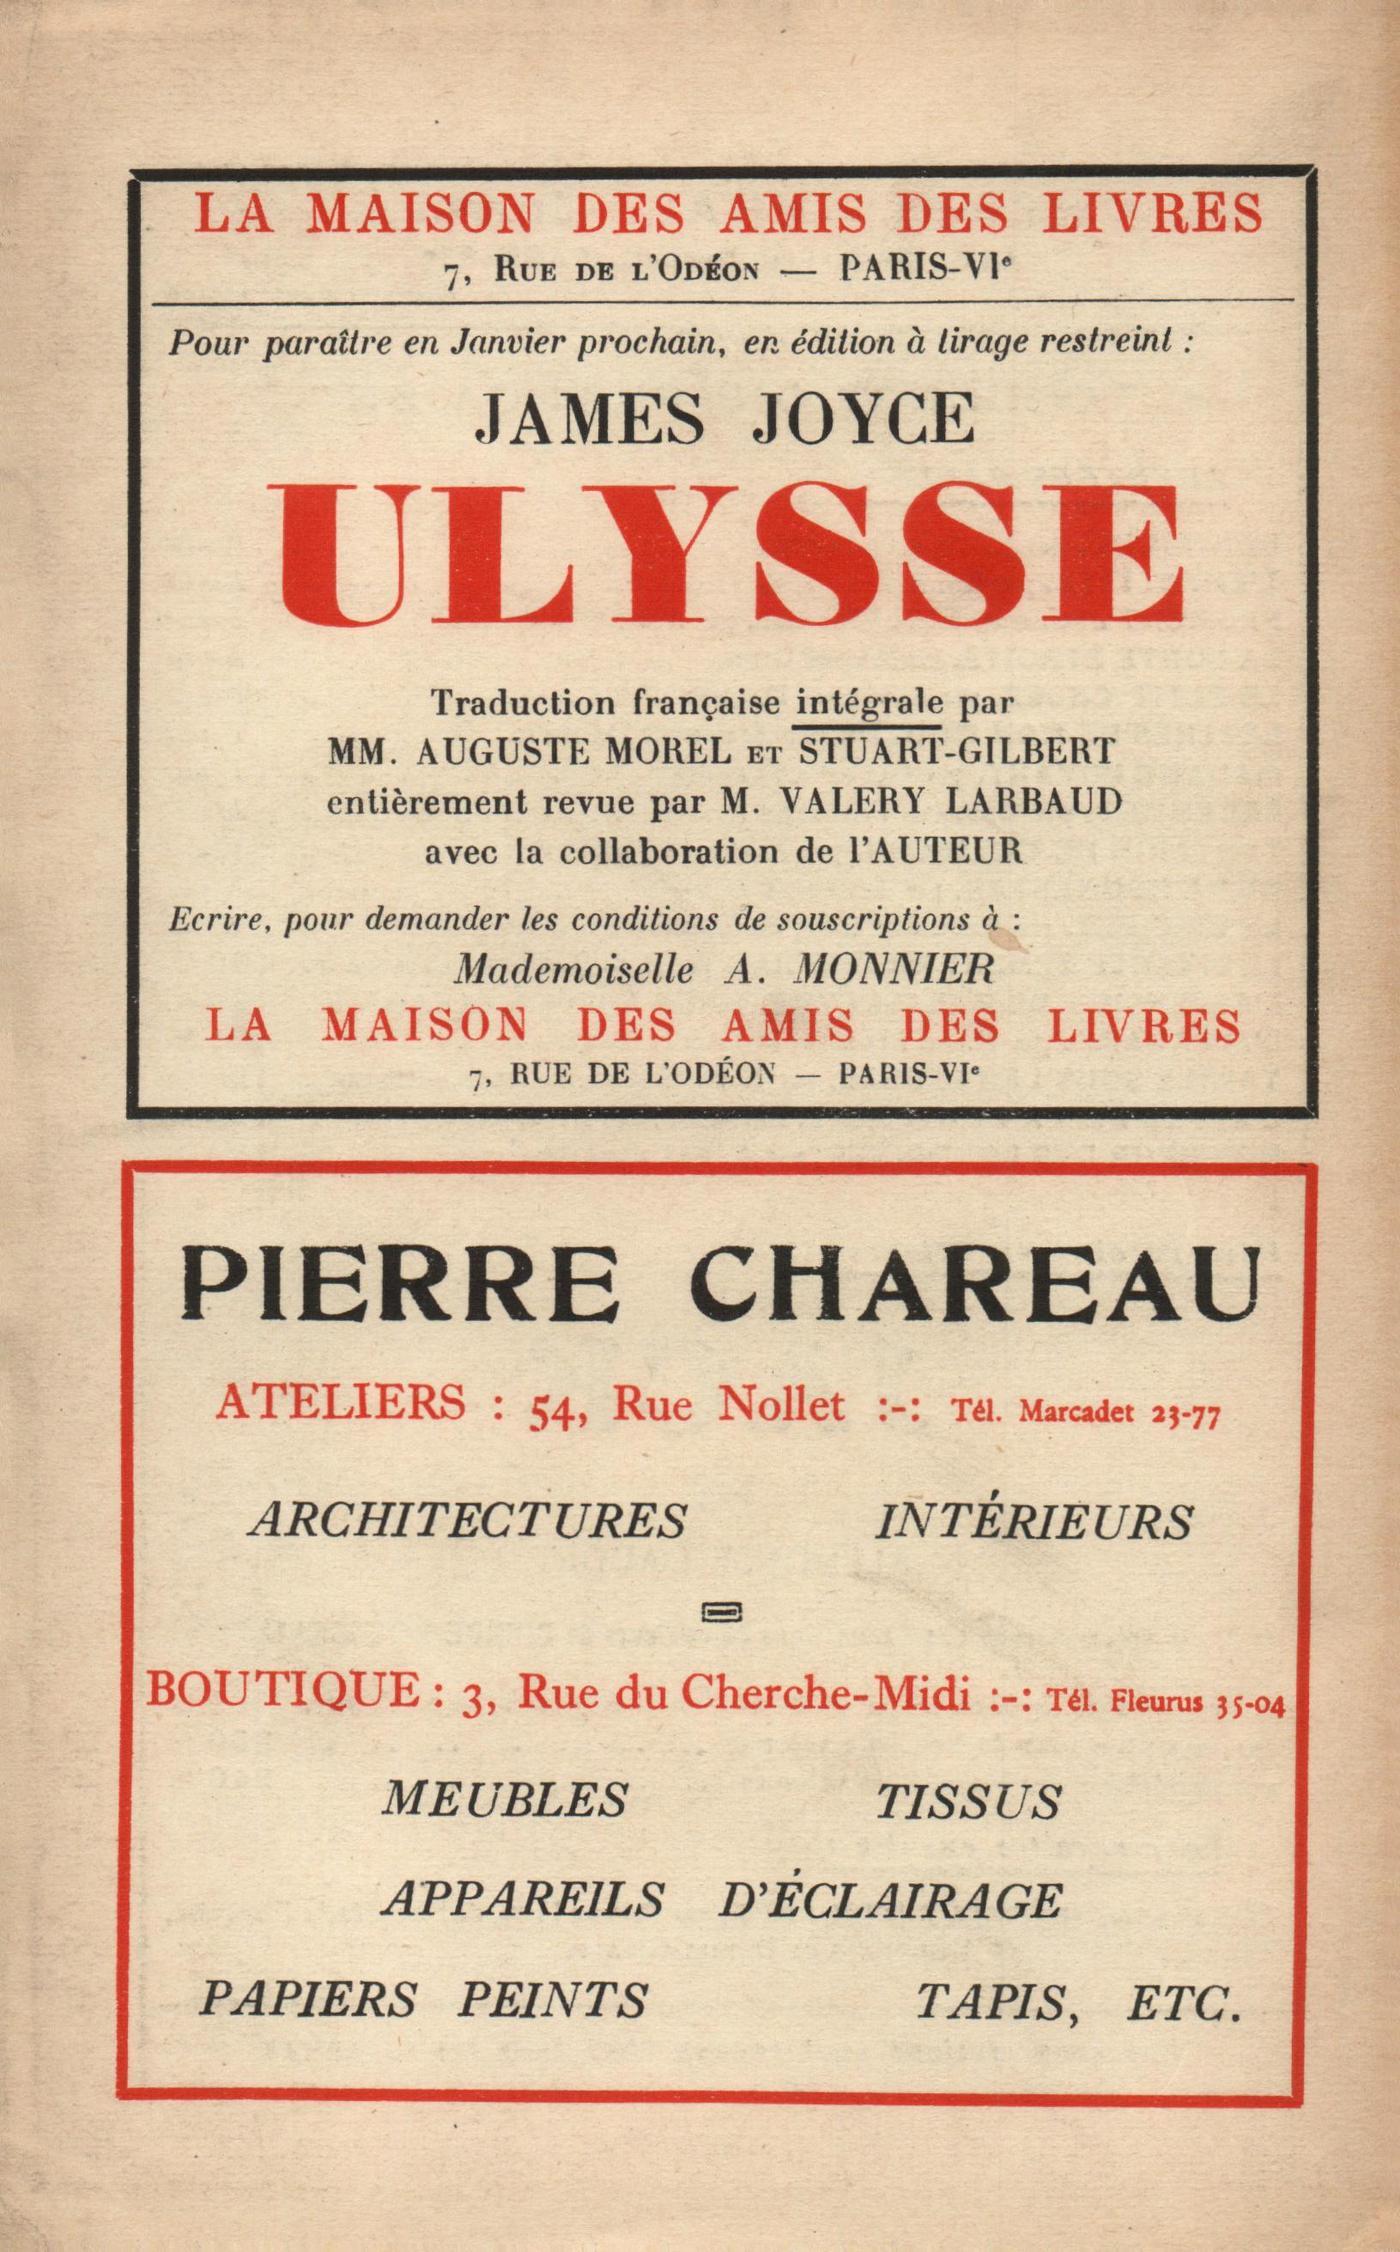 LA MAISON DES AMIS DES LIVRES
7, Rue de l'Odéon — PARIS-VIe
Pour paraître en Janvier prochain, en édition à tirage restreint :
JAMES JOYCE
ULYSSE
Traduction française intégrale par
MM. AUGUSTE MOREL ET STUART-GILBERT
entièrement revue par M. VALERY LARBAUD
avec la collaboration de l'AUTEUR
Ecrire, pour demander les conditions de souscriptions à :
Mademoiselle A. MONNIER
LA MAISON DES AMIS DES LIVRES
7, RUE DE L'ODÉON — PARIS-VIe
PIERRE CHAREAU
ATELIERS : 54, Rue Nollet :-: Tél. Marcadet 23-77
ARCHITECTURES INTÉRIEURS
BOUTIQUE : 3, Rue du Cherche-Midi :-: Tél. Fleurus 35-04
MEUBLES TISSUS
APPAREILS D'ÉCLAIRAGE
PAPIERS PEINTS TAPIS, ETC.